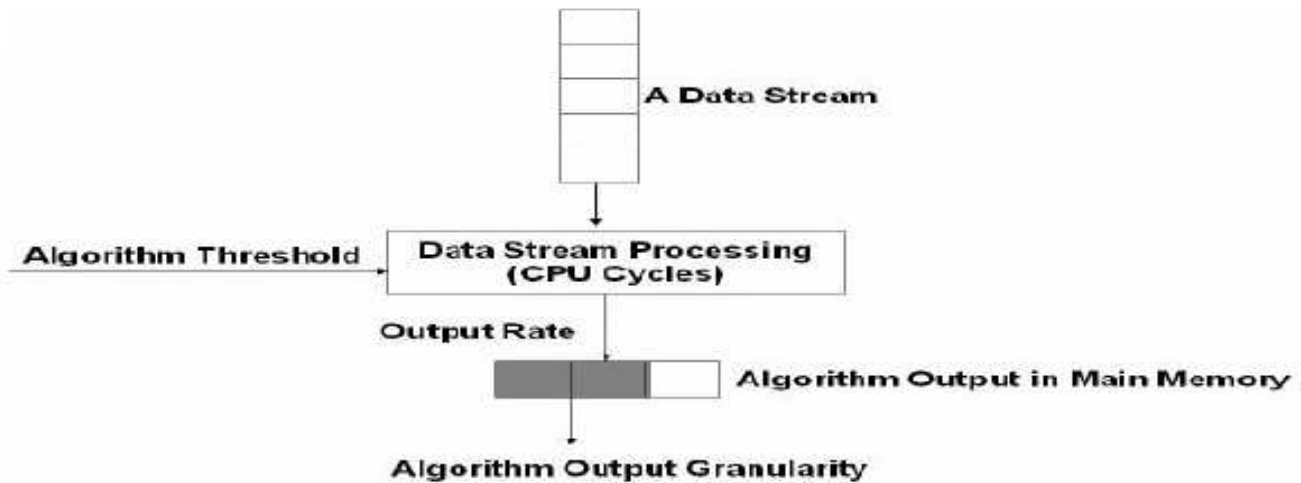 A Data Stream
Algorithm Threshold
Data Stream Processing
(CPU Cycles)
Output Rate
Algorithm Output in Main Memory
Algorithm Output Granularity